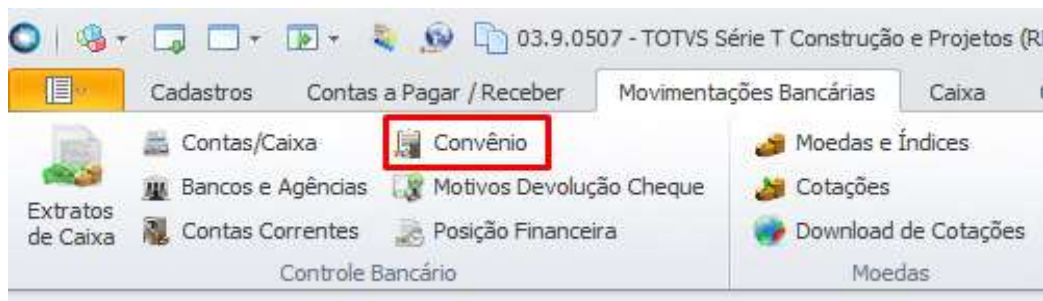 03.9.0507 - TOTVS Série T Construção e Projetos (R
Cadastros Contas a Pagar / Receber Movimentações Bancárias Caixa
Contas/Caixa Convênio Moedas e Índices
Bancos e Agências Motivos Devolução Cheque Cotações
Extratos de Caixa Contas Correntes Posição Financeira Download de Cotações
Controle Bancário Moedas